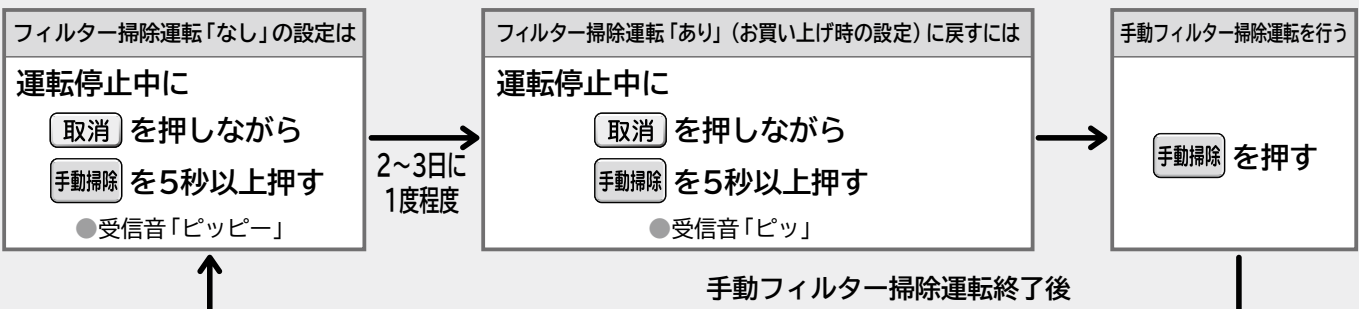 フィルター掃除運転「なし」の設定は
運転停止中に
取消 を押しながら
手動掃除 を5秒以上押す
●受信音「ピッピー」
2~3日に
1度程度
フィルター掃除運転「あり」(お買い上げ時の設定)に戻すには
運転停止中に
取消 を押しながら
手動掃除 を5秒以上押す
●受信音「ピッ」
手動フィルター掃除運転を行う
手動掃除 を押す
手動フィルター掃除運転終了後